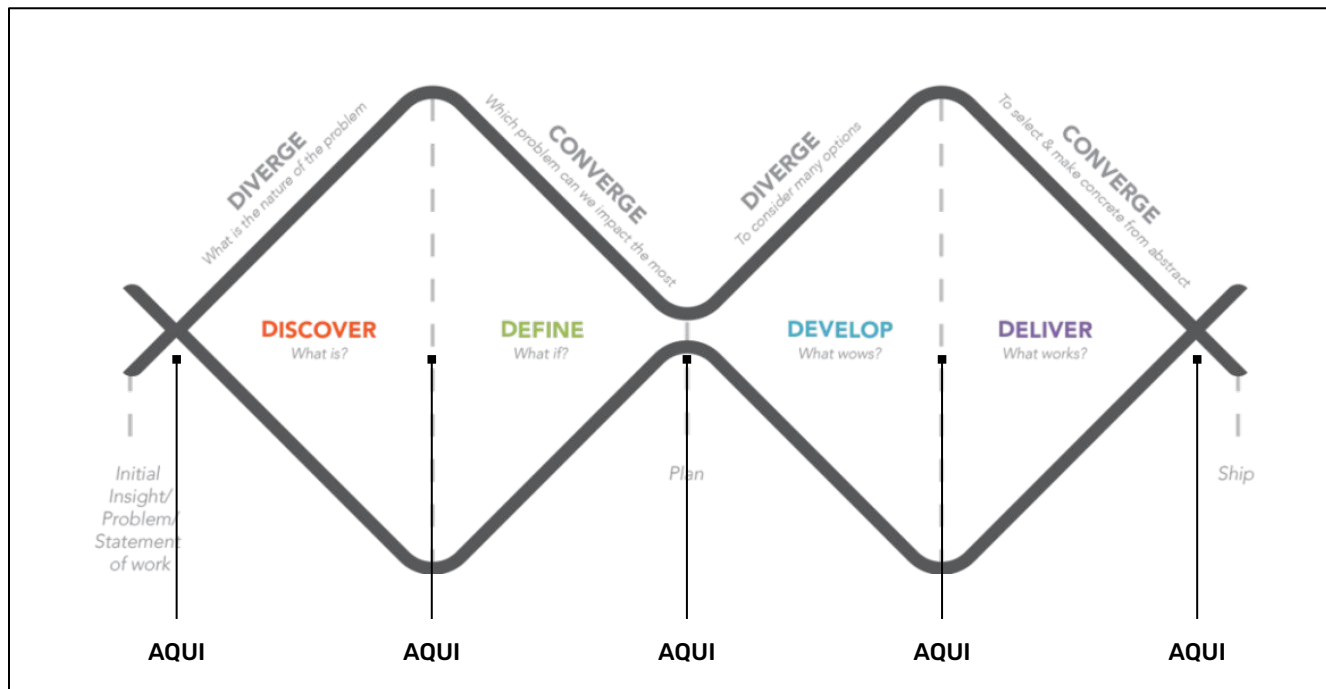 DIVERGE
What is the nature of the problem
Which problem can we impact the most
CONVERGE
DIVERGE
To consider many options
To select & make concrete from abstract
CONVERGE
DISCOVER
What is?
DEFINE
What if?
DEVELOP
What wows?
DELIVER
What works?
Initial
Insight/
Problem/
Statement
of work
Plan
Ship
AQUI
AQUI
AQUI
AQUI
AQUI